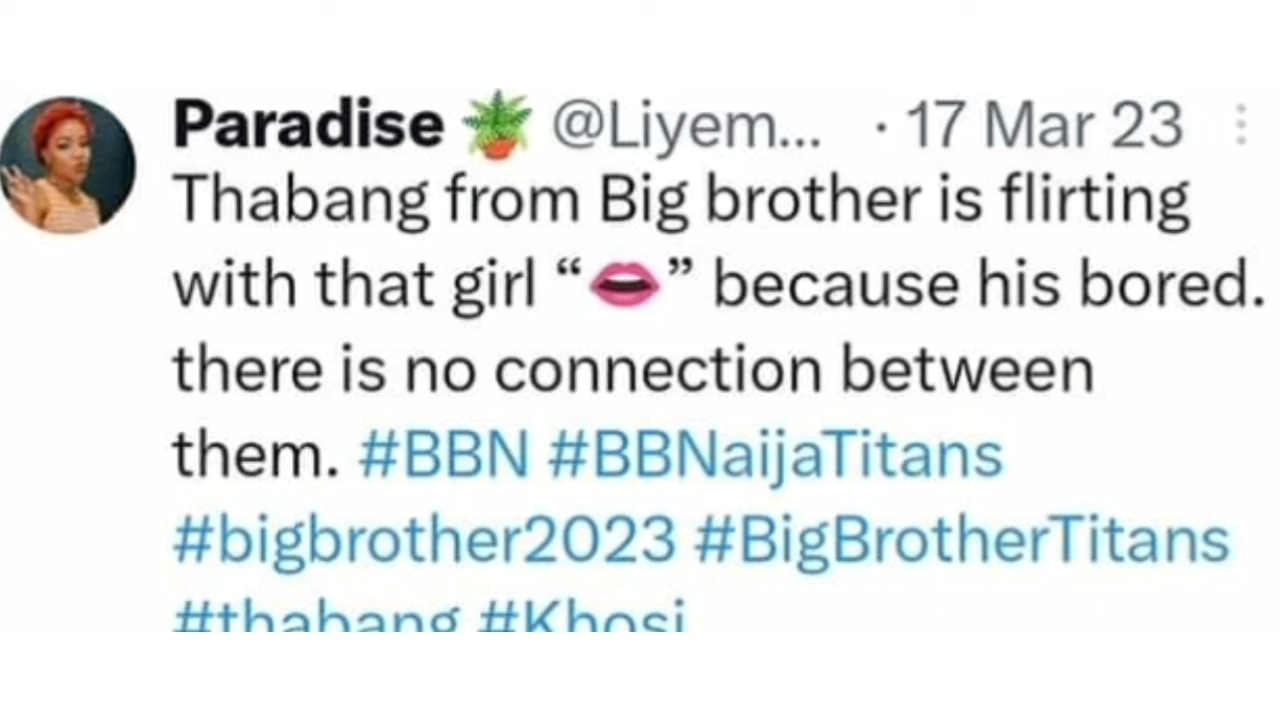 Paradise 🪴 @Liyem... · 17 Mar 23
Thabang from Big brother is flirting
with that girl “👄” because his bored.
there is no connection between
them. #BBN #BBNaijaTitans
#bigbrother2023 #BigBrotherTitans
#thabang #Khosi